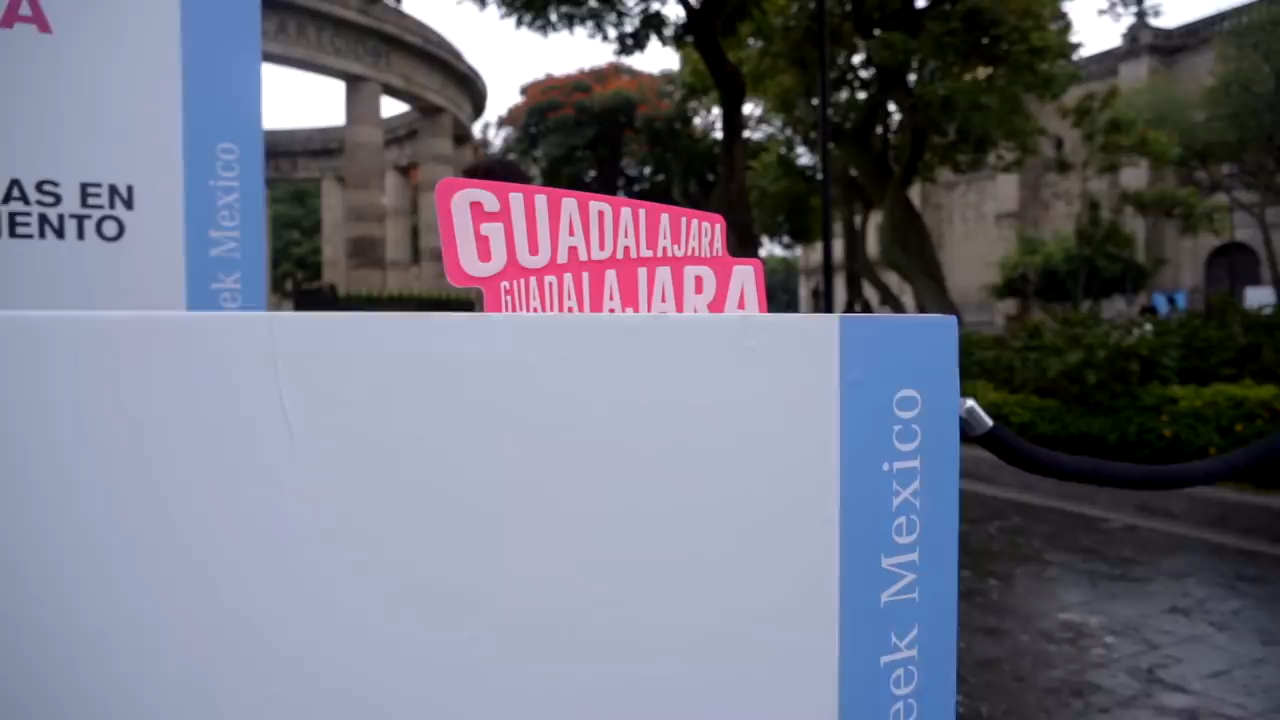 A
AS EN
IENTO
eek Mexico
GUADALAJARA
GUADALAJARA
eek Mexico